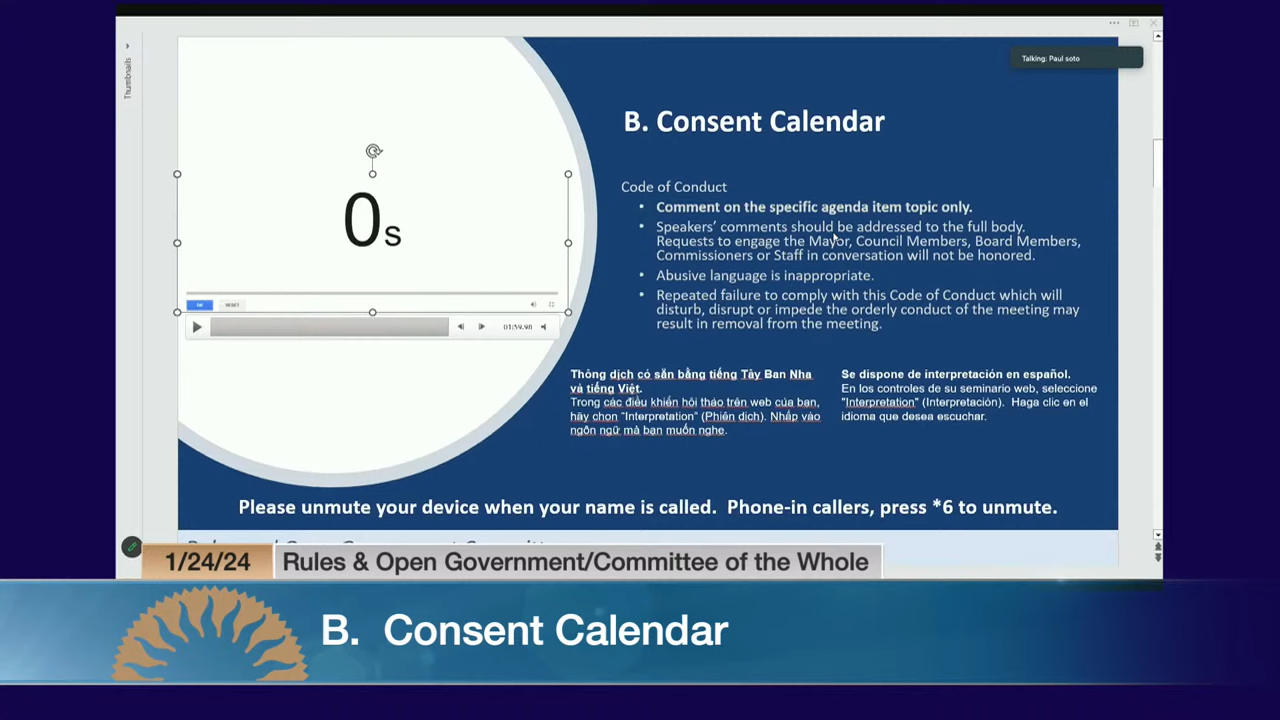 Thumbnails
Talking: Paul soto
B. Consent Calendar
0s
RESET
01:59.98
Code of Conduct
• Comment on the specific agenda item topic only.
• Speakers' comments should be addressed to the full body.
Requests to engage the Mayor, Council Members, Board Members,
Commissioners or Staff in conversation will not be honored.
• Abusive language is inappropriate.
• Repeated failure to comply with this Code of Conduct which will
disturb, disrupt or impede the orderly conduct of the meeting may
result in removal from the meeting.
Thông dịch có sẵn bằng tiếng Tây Ban Nha
và tiếng Việt.
Trong các điều khiển hội thảo trên web của bạn,
hãy chọn "Interpretation" (Phiên dịch). Nhấp vào
ngôn ngữ mà bạn muốn nghe.
Se dispone de interpretación en español.
En los controles de su seminario web, seleccione
"Interpretation" (Interpretación). Haga clic en el
idioma que desea escuchar.
Please unmute your device when your name is called. Phone-in callers, press *6 to unmute.
1/24/24
Rules & Open Government/Committee of the Whole
B. Consent Calendar